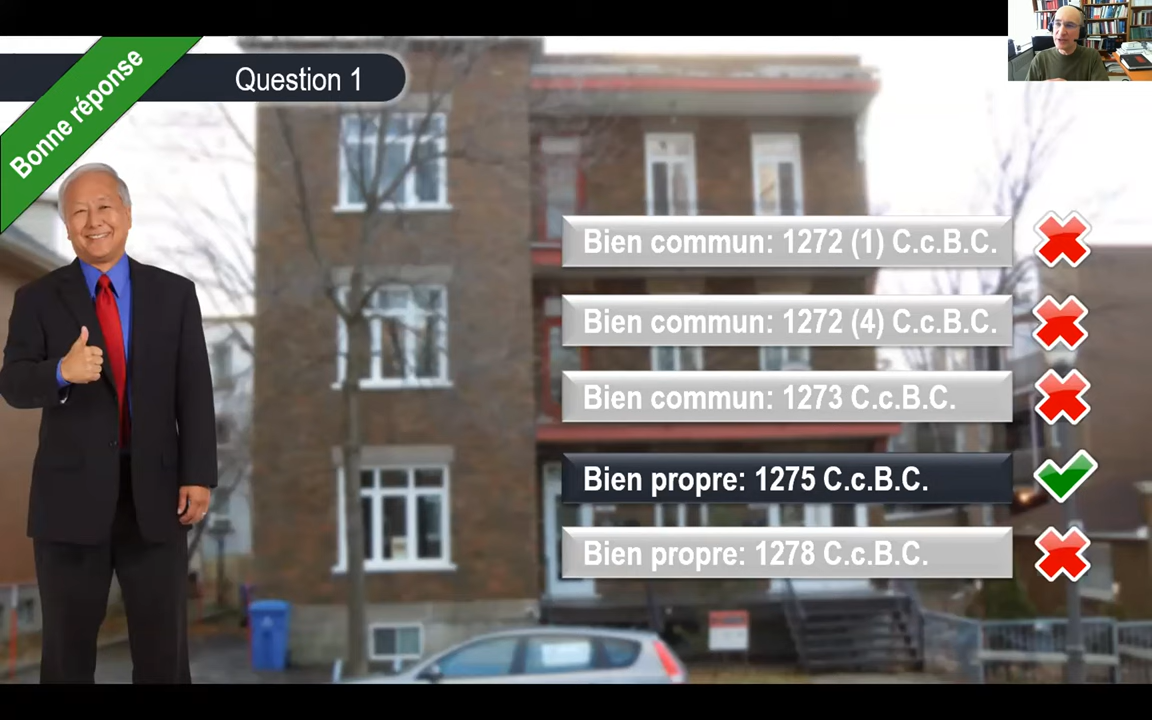 Bonne réponse
Question 1
Bien commun: 1272 (1) C.c.B.C.
Bien commun: 1272 (4) C.c.B.C.
Bien commun: 1273 C.c.B.C.
Bien propre: 1275 C.c.B.C.
Bien propre: 1278 C.c.B.C.